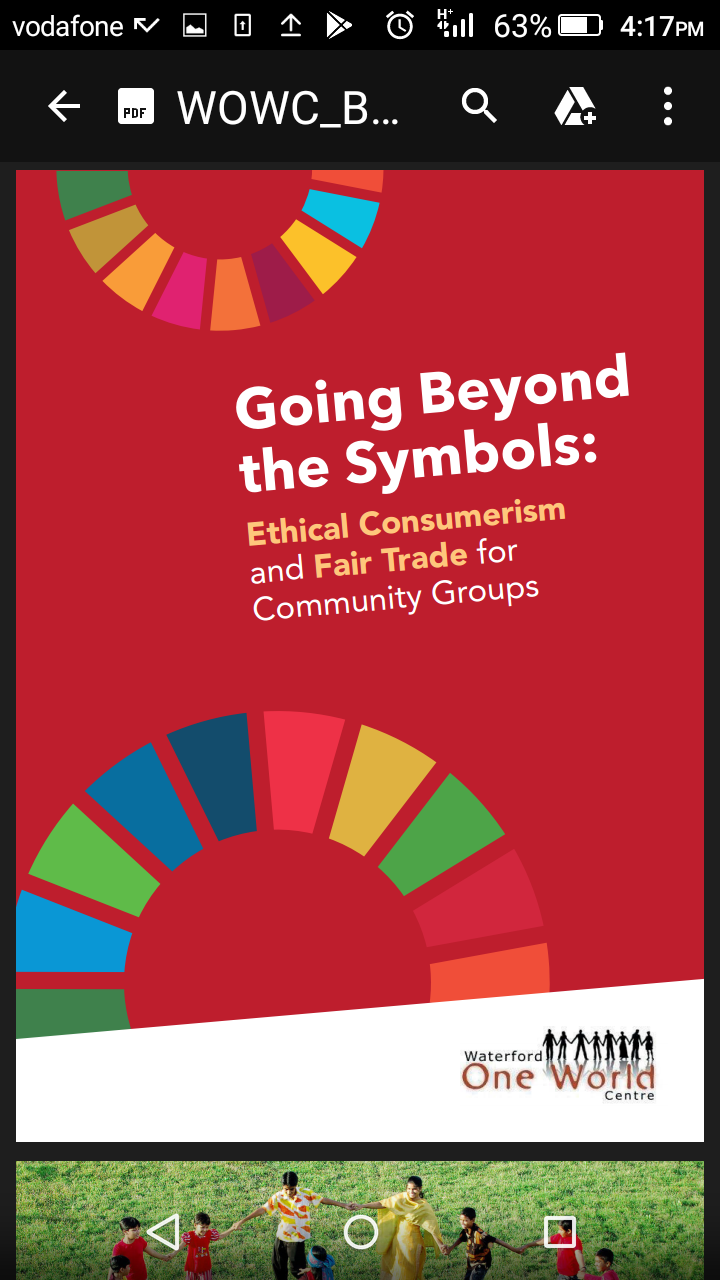 vodafone H+ 63% 4:17PM
PDF WOWC_B...
Going Beyond
the Symbols:
Ethical Consumerism
and Fair Trade for
Community Groups
Waterford
One World
Centre